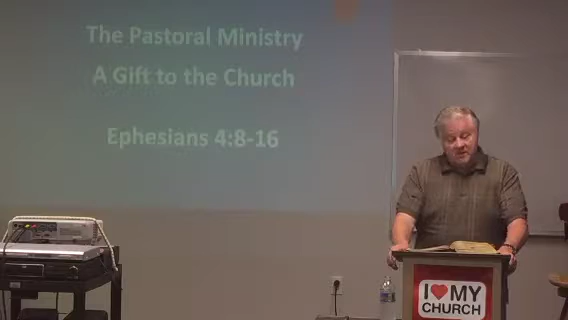 The Pastoral Ministry
A Gift to the Church
Ephesians 4:8-16
I ♥ MY
CHURCH